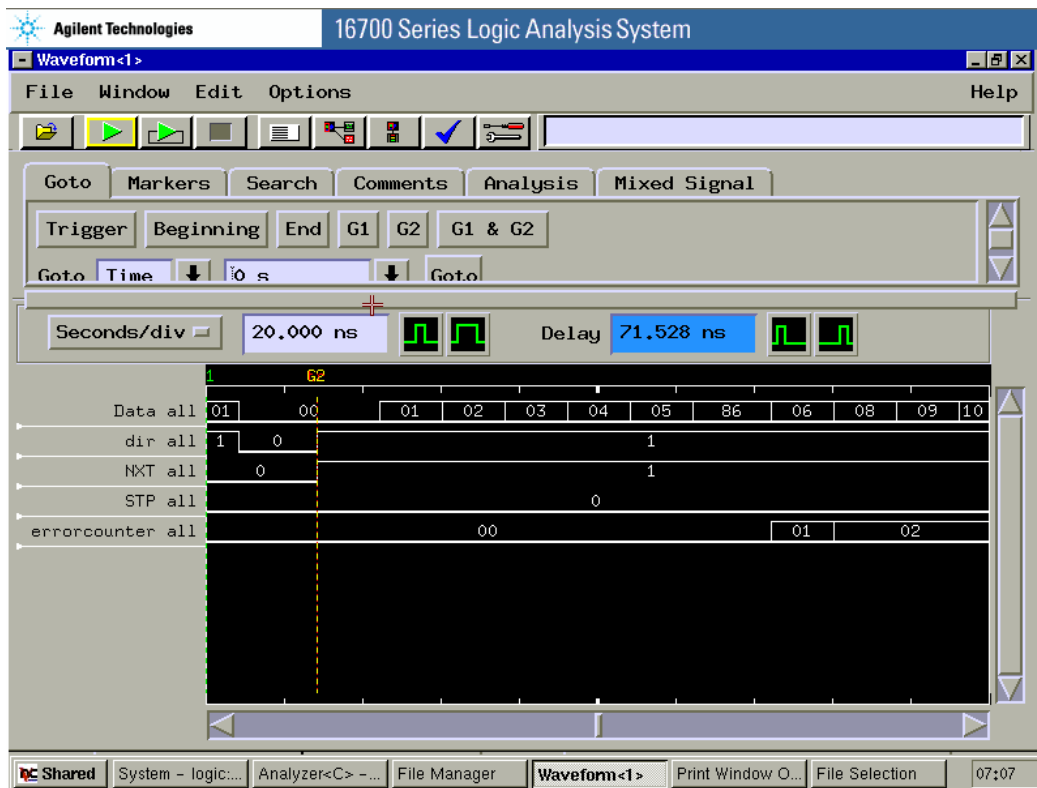 Agilent Technologies 16700 Series Logic Analysis System
Waveform<1>
File Window Edit Options Help
Goto Markers Search Comments Analysis Mixed Signal
Trigger Beginning End G1 G2 G1 & G2
Goto Time 0 s Goto
Seconds/div 20.000 ns Delay 71.528 ns
1 G2
Data all 01 00 01 02 03 04 05 86 06 08 09 10
dir all 1 0 1
NXT all 0 1
STP all 0
errorcounter all 00 01 02
Shared System – logic:... Analyzer<C> –... File Manager Waveform<1> Print Window O... File Selection 07:07